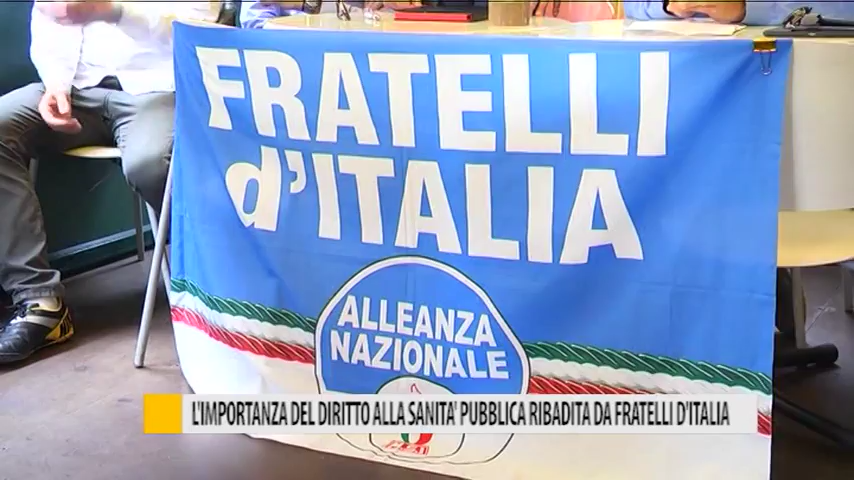 FRATELLI
d'ITALIA
ALLEANZA
NAZIONALE
L'IMPORTANZA DEL DIRITTO ALLA SANITA' PUBBLICA RIBADITA DA FRATELLI D'ITALIA
M.S.I